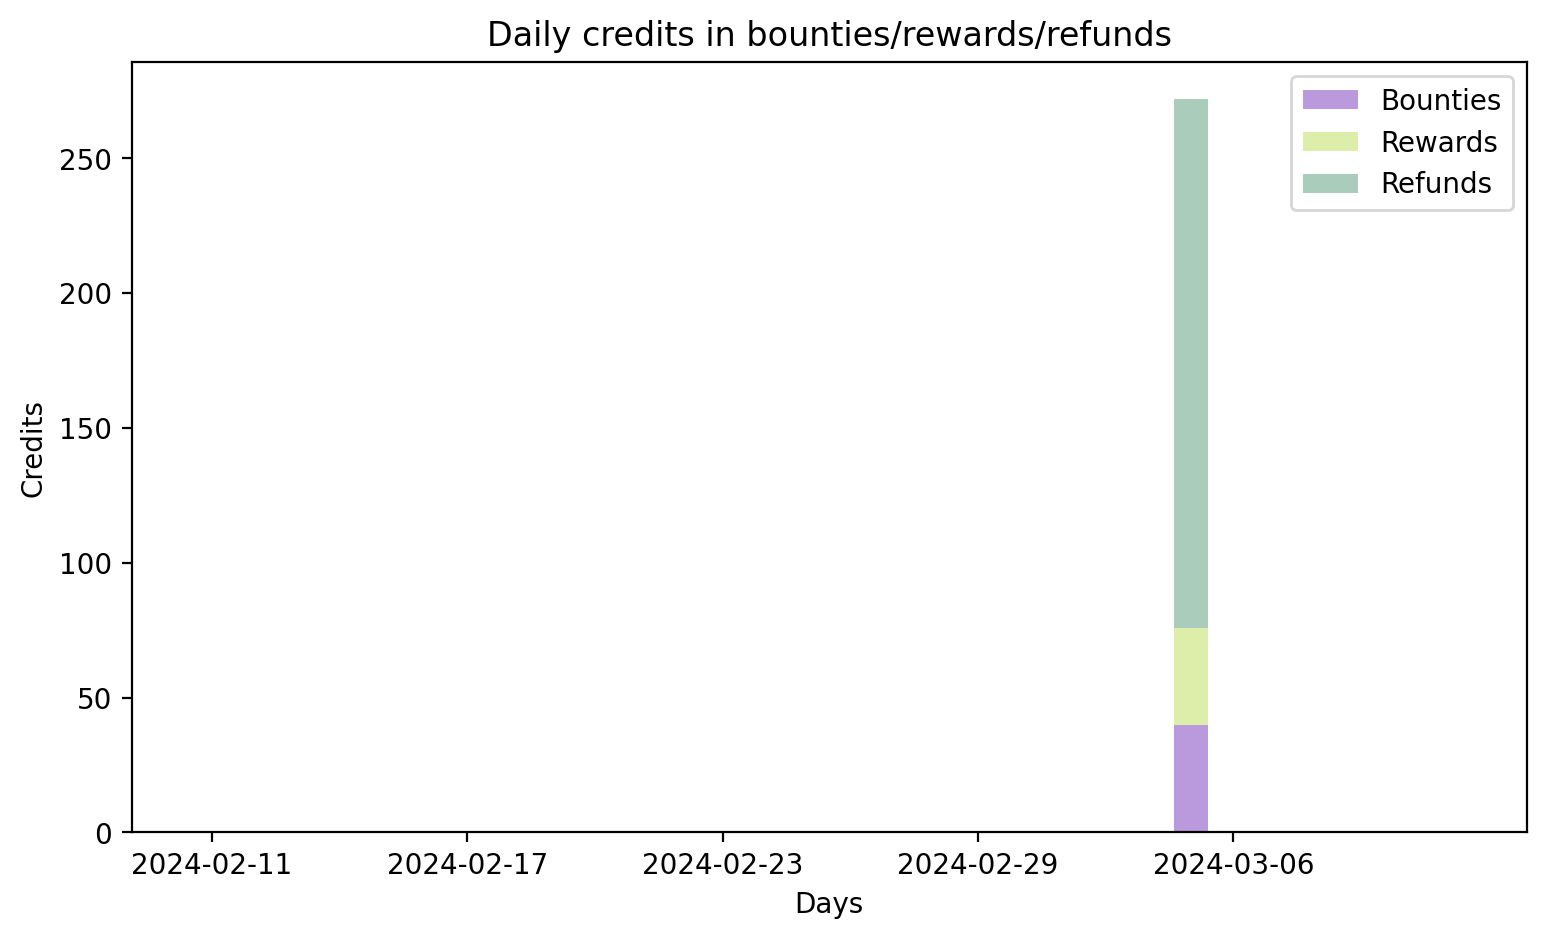 Daily credits in bounties/rewards/refunds
Bounties
Rewards
Refunds
250
200
150
100
50
0
Credits
2024-02-11 2024-02-17 2024-02-23 2024-02-29 2024-03-06
Days